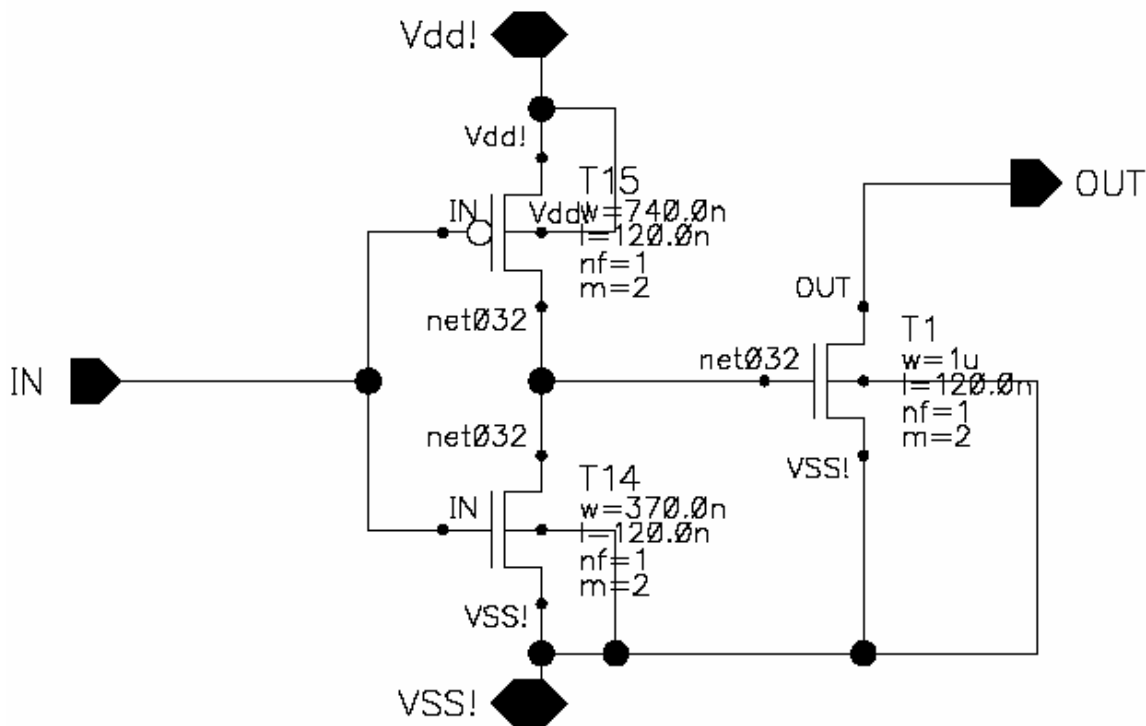 Vdd!
Vdd!
T15
IN
Vdd!
w=740.0n
l=120.0n
nf=1
m=2
OUT
OUT
net032
T1
net032
w=1u
l=120.0n
nf=1
m=2
IN
net032
VSS!
T14
IN
w=370.0n
l=120.0n
nf=1
m=2
VSS!
VSS!